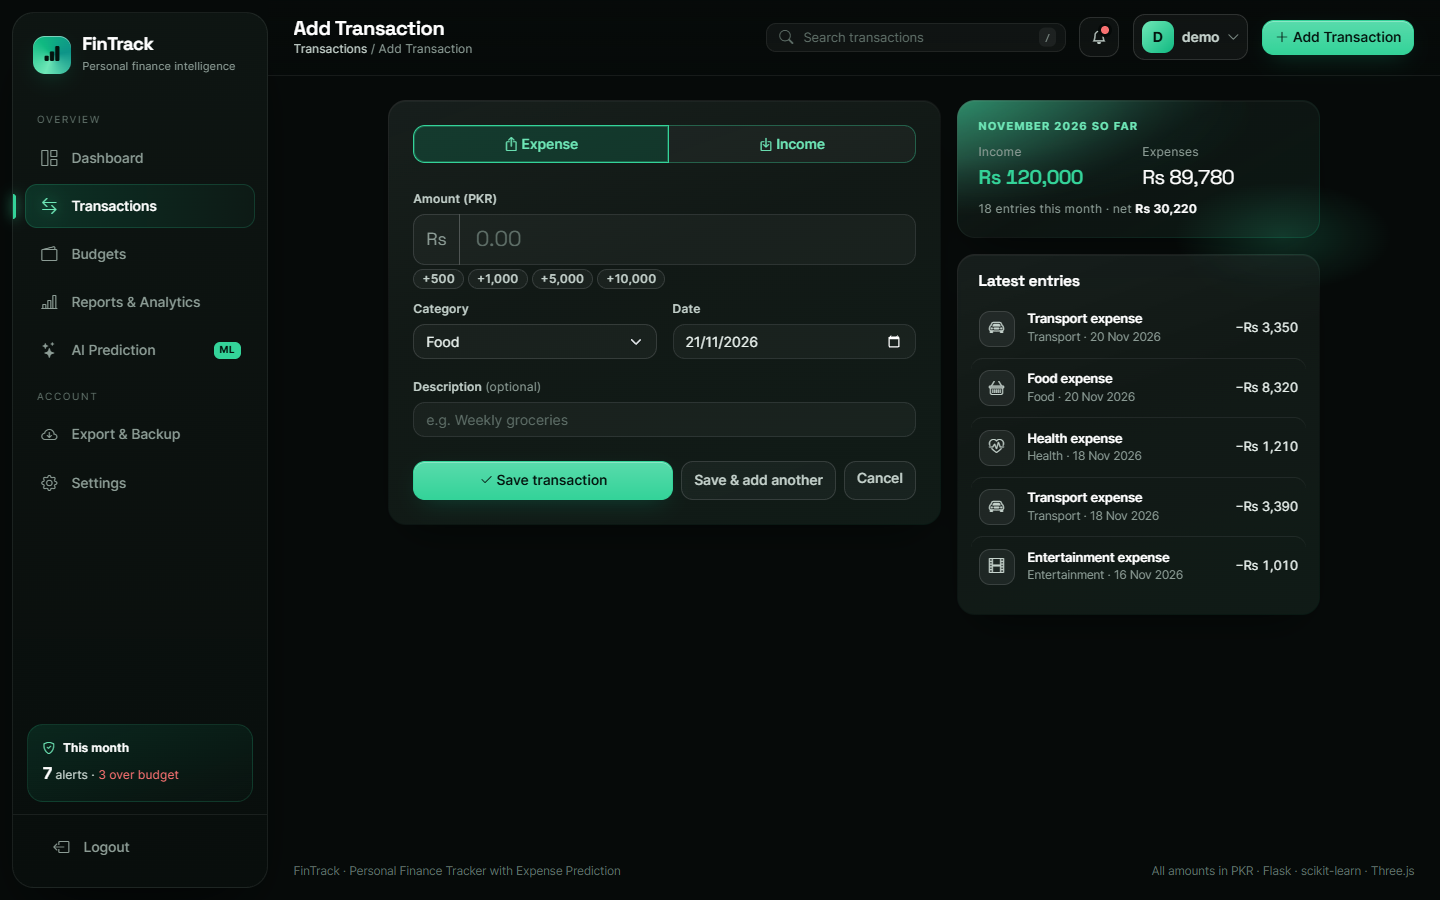 FinTrack
Personal finance intelligence
OVERVIEW
Dashboard
Transactions
Budgets
Reports & Analytics
AI Prediction ML
ACCOUNT
Export & Backup
Settings
This month
7 alerts · 3 over budget
Logout
Add Transaction
Transactions / Add Transaction
Search transactions /
D demo
+ Add Transaction
Expense
Income
Amount (PKR)
Rs 0.00
+500 +1,000 +5,000 +10,000
Category
Food
Date
21/11/2026
Description (optional)
e.g. Weekly groceries
Save transaction
Save & add another
Cancel
NOVEMBER 2026 SO FAR
Income Expenses
Rs 120,000 Rs 89,780
18 entries this month · net Rs 30,220
Latest entries
Transport expense
Transport · 20 Nov 2026
−Rs 3,350
Food expense
Food · 20 Nov 2026
−Rs 8,320
Health expense
Health · 18 Nov 2026
−Rs 1,210
Transport expense
Transport · 18 Nov 2026
−Rs 3,390
Entertainment expense
Entertainment · 16 Nov 2026
−Rs 1,010
FinTrack · Personal Finance Tracker with Expense Prediction
All amounts in PKR · Flask · scikit-learn · Three.js